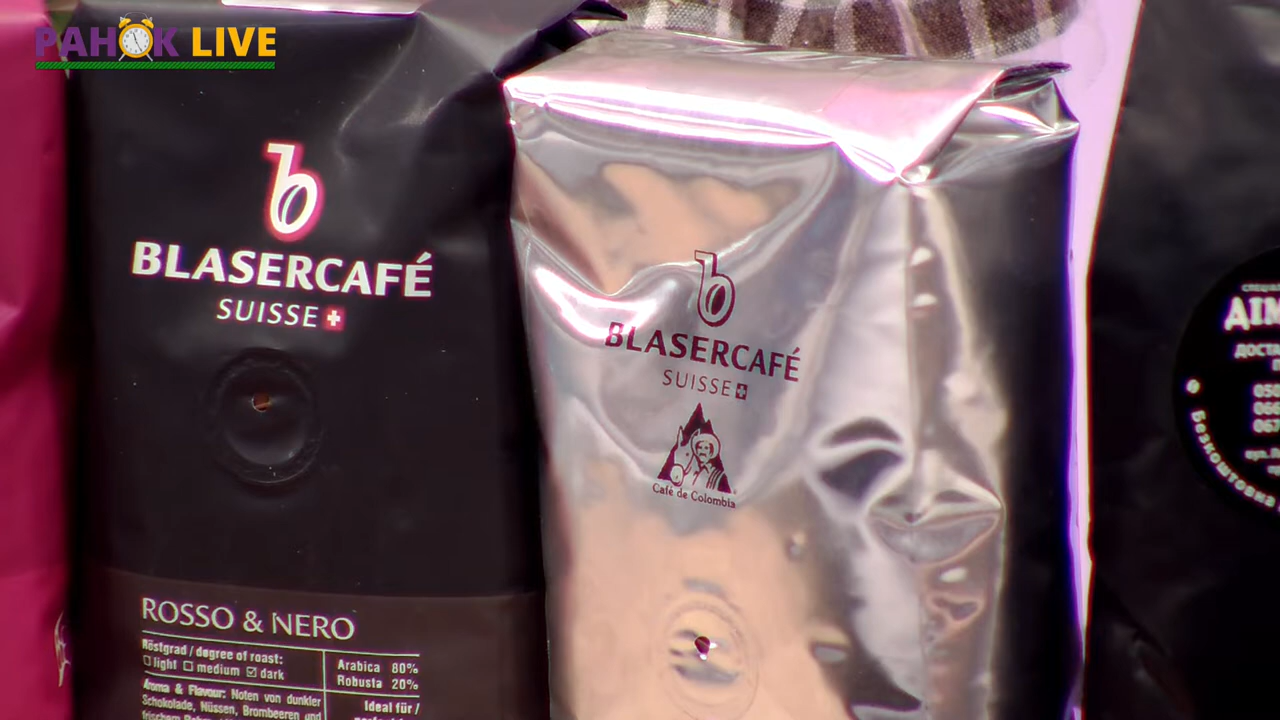 РАНОК LIVE
BLASERCAFÉ
SUISSE
ROSSO & NERO
Röstgrad / degree of roast:
light medium dark
Arabica 80%
Robusta 20%
Aroma & Flavour: Noten von dunkler
Schokolade, Nüssen, Brombeeren und
Ideal für /
BLASERCAFÉ
SUISSE
Café de Colombia
Безкоштовна